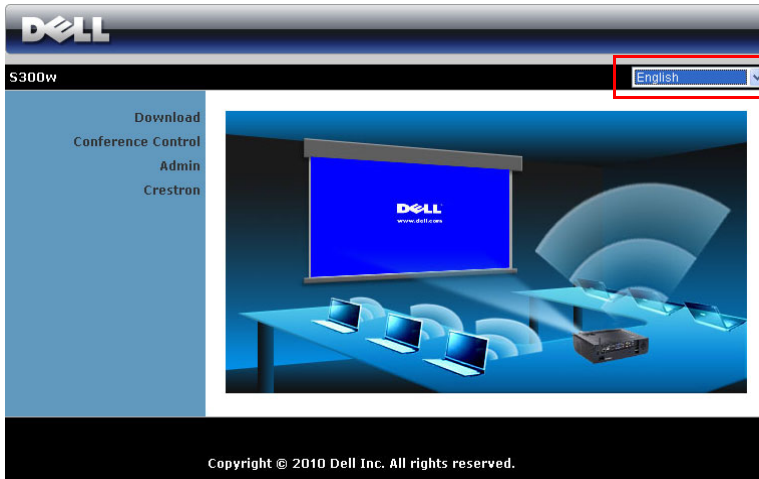 DELL
S300w
English
Download
Conference Control
Admin
Crestron
DELL
www.dell.com
Copyright © 2010 Dell Inc. All rights reserved.